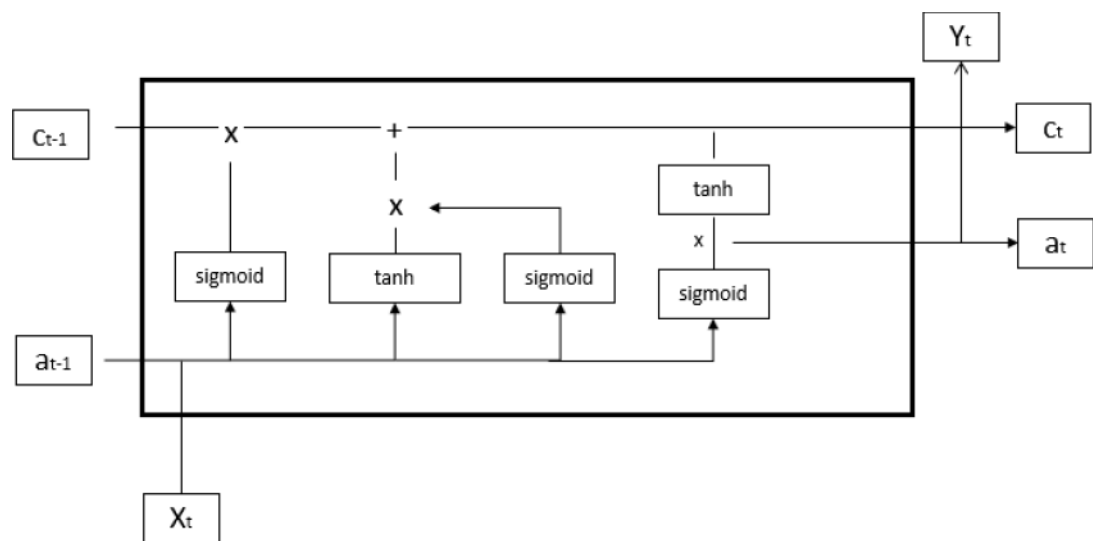 Yt
Ct-1
x
+
Ct
tanh
x
x
at
sigmoid
tanh
sigmoid
sigmoid
at-1
Xt